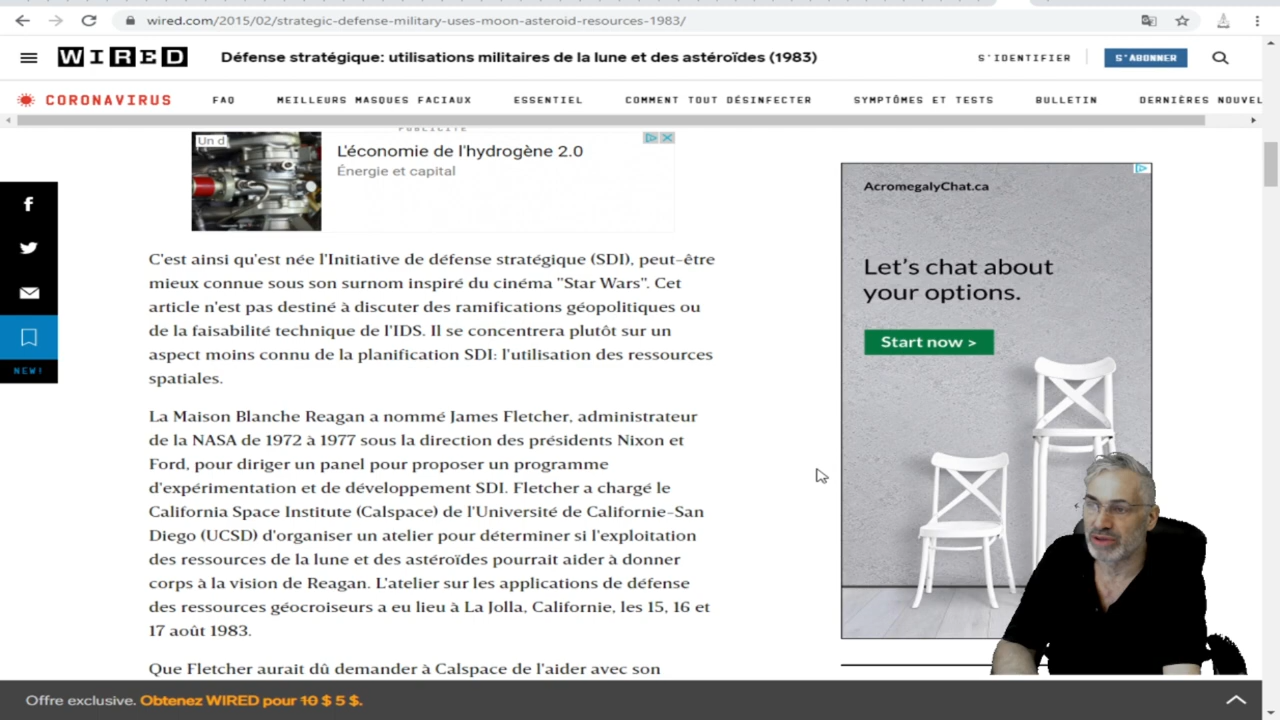 wired.com/2015/02/strategic-defense-military-uses-moon-asteroid-resources-1983/
WIRED
Défense stratégique: utilisations militaires de la lune et des astéroïdes (1983)
S'IDENTIFIER
S'ABONNER
CORONAVIRUS
FAQ
MEILLEURS MASQUES FACIAUX
ESSENTIEL
COMMENT TOUT DÉSINFECTER
SYMPTÔMES ET TESTS
BULLETIN
DERNIÈRES NOUVEL
PUBLICITÉ
Un d
L'économie de l'hydrogène 2.0
Énergie et capital
C'est ainsi qu'est née l'Initiative de défense stratégique (SDI), peut-être
mieux connue sous son surnom inspiré du cinéma "Star Wars". Cet
article n'est pas destiné à discuter des ramifications géopolitiques ou
de la faisabilité technique de l'IDS. Il se concentrera plutôt sur un
aspect moins connu de la planification SDI: l'utilisation des ressources
spatiales.
La Maison Blanche Reagan a nommé James Fletcher, administrateur
de la NASA de 1972 à 1977 sous la direction des présidents Nixon et
Ford, pour diriger un panel pour proposer un programme
d'expérimentation et de développement SDI. Fletcher a chargé le
California Space Institute (Calspace) de l'Université de Californie-San
Diego (UCSD) d'organiser un atelier pour déterminer si l'exploitation
des ressources de la lune et des astéroïdes pourrait aider à donner
corps à la vision de Reagan. L'atelier sur les applications de défense
des ressources géocroiseurs a eu lieu à La Jolla, Californie, les 15, 16 et
17 août 1983.
Que Fletcher aurait dû demander à Calspace de l'aider avec son
NEW!
AcromegalyChat.ca
Let's chat about
your options.
Start now >
Offre exclusive. Obtenez WIRED pour 10 $ 5 $.